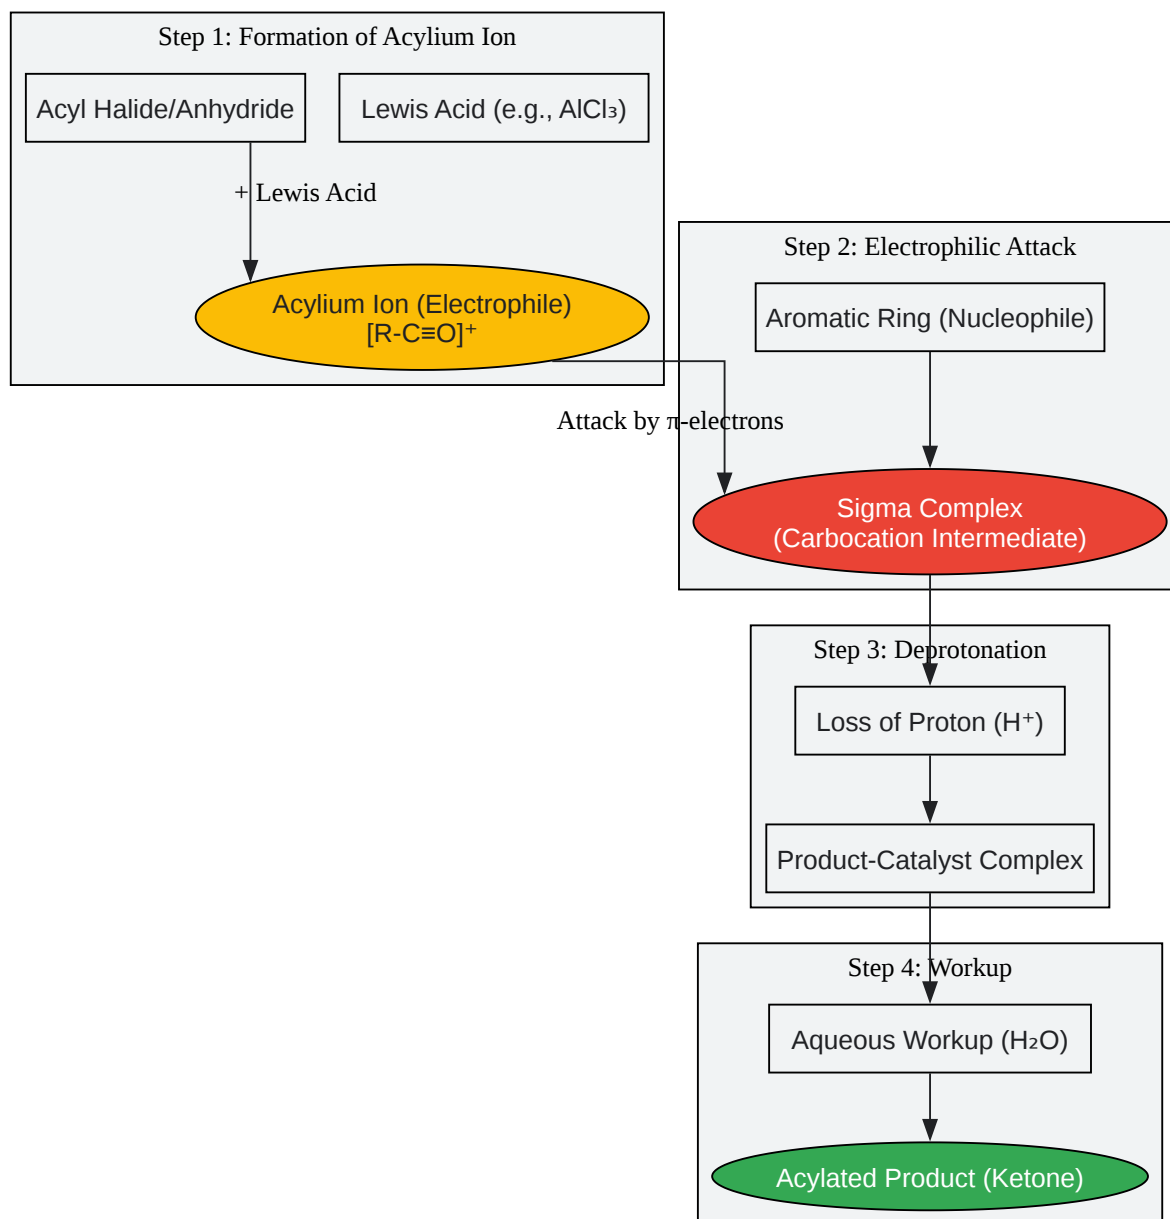 Step 1: Formation of Acylium Ion
Acyl Halide/Anhydride
Lewis Acid (e.g., AlCl₃)
+ Lewis Acid
Acylium Ion (Electrophile)
[R-C≡O]⁺
Step 2: Electrophilic Attack
Aromatic Ring (Nucleophile)
Attack by π-electrons
Sigma Complex
(Carbocation Intermediate)
Step 3: Deprotonation
Loss of Proton (H⁺)
Product-Catalyst Complex
Step 4: Workup
Aqueous Workup (H₂O)
Acylated Product (Ketone)